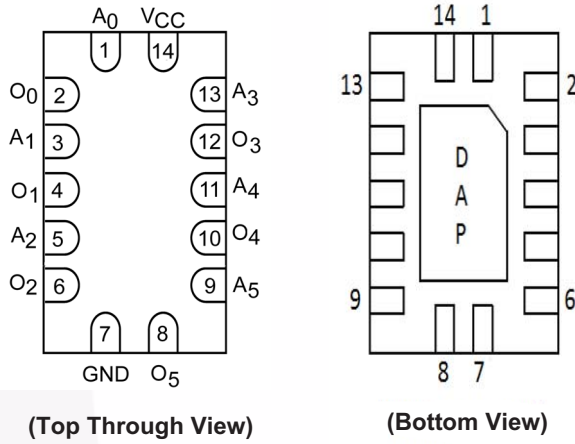 A0 VCC
1 14
O0 2 13 A3
A1 3 12 O3
O1 4 11 A4
A2 5 10 O4
O2 6 9 A5
7 8
GND O5
(Top Through View)
14 1
13 2
D
A
P
9 6
8 7
(Bottom View)